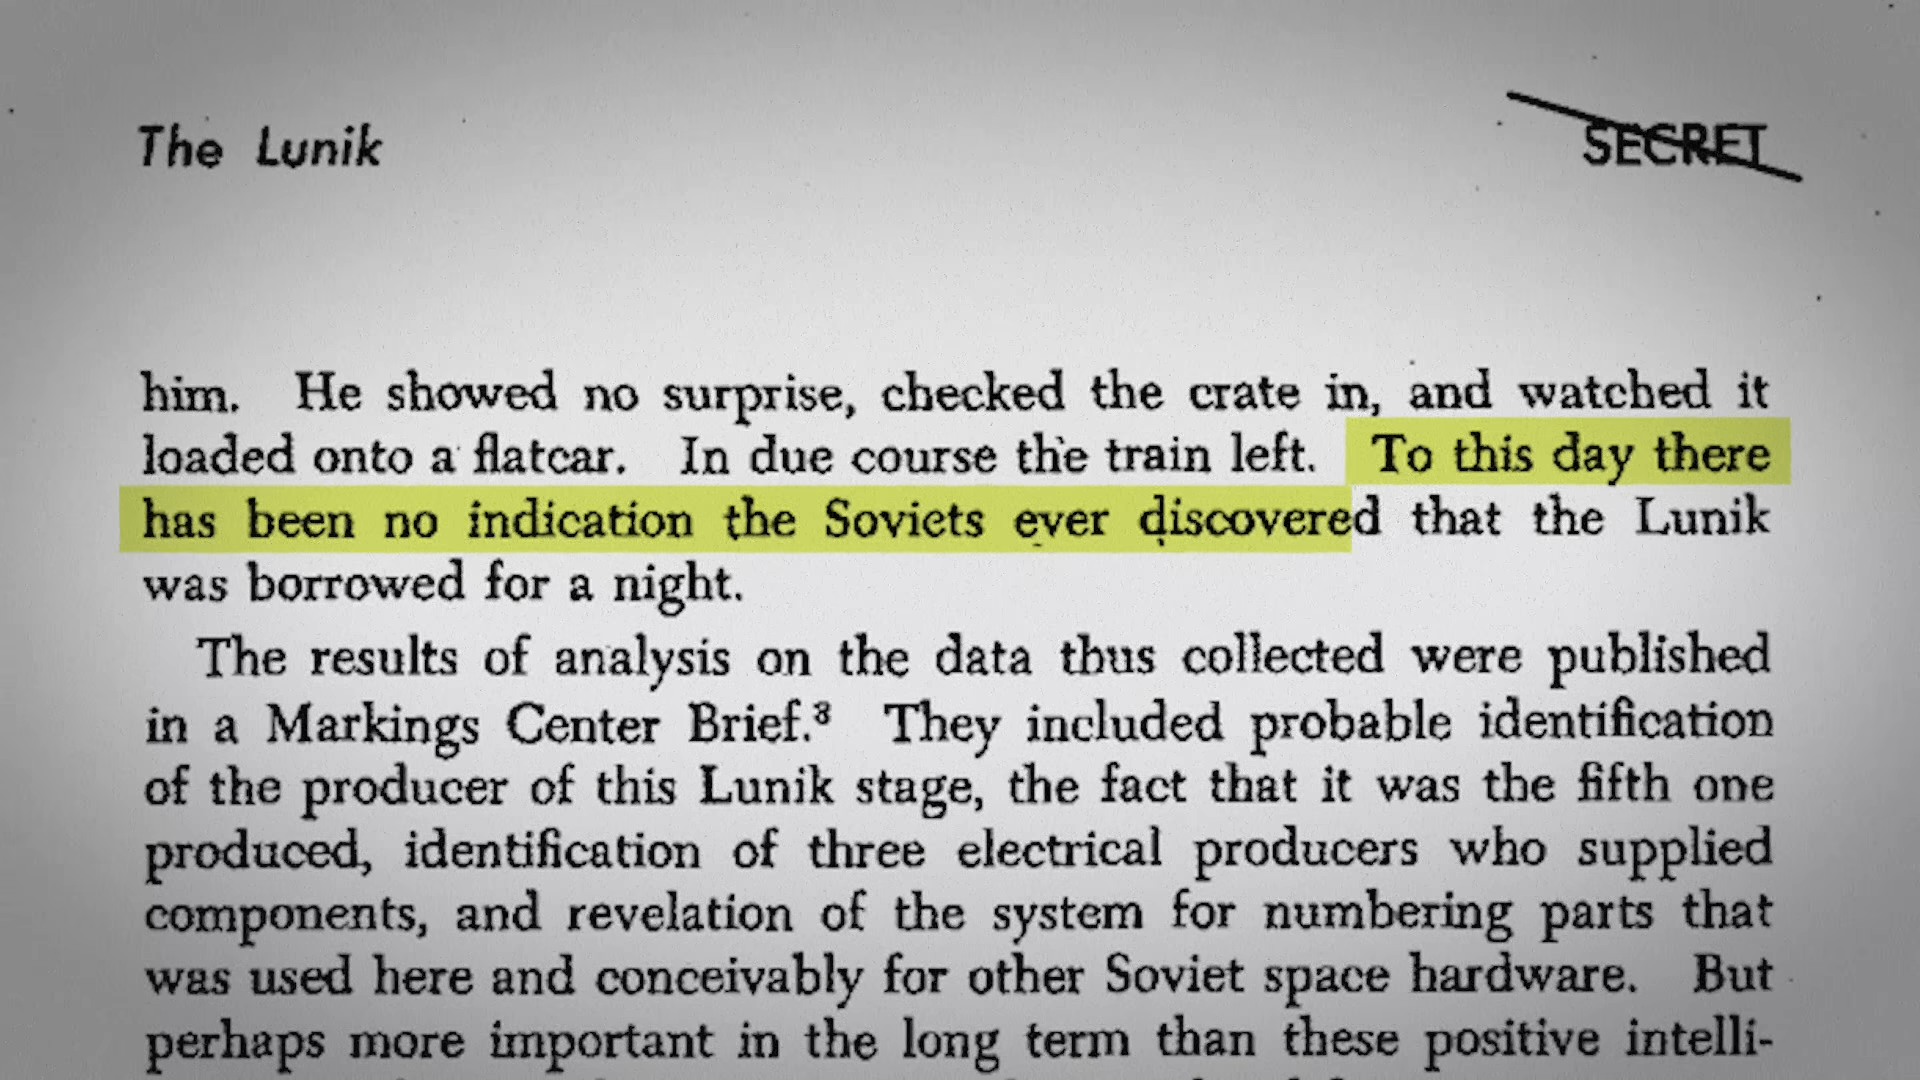 The Lunik
SECRET
him. He showed no surprise, checked the crate in, and watched it
loaded onto a flatcar. In due course the train left. To this day there
has been no indication the Soviets ever discovered that the Lunik
was borrowed for a night.
The results of analysis on the data thus collected were published
in a Markings Center Brief.³ They included probable identification
of the producer of this Lunik stage, the fact that it was the fifth one
produced, identification of three electrical producers who supplied
components, and revelation of the system for numbering parts that
was used here and conceivably for other Soviet space hardware. But
perhaps more important in the long term than these positive intelli-